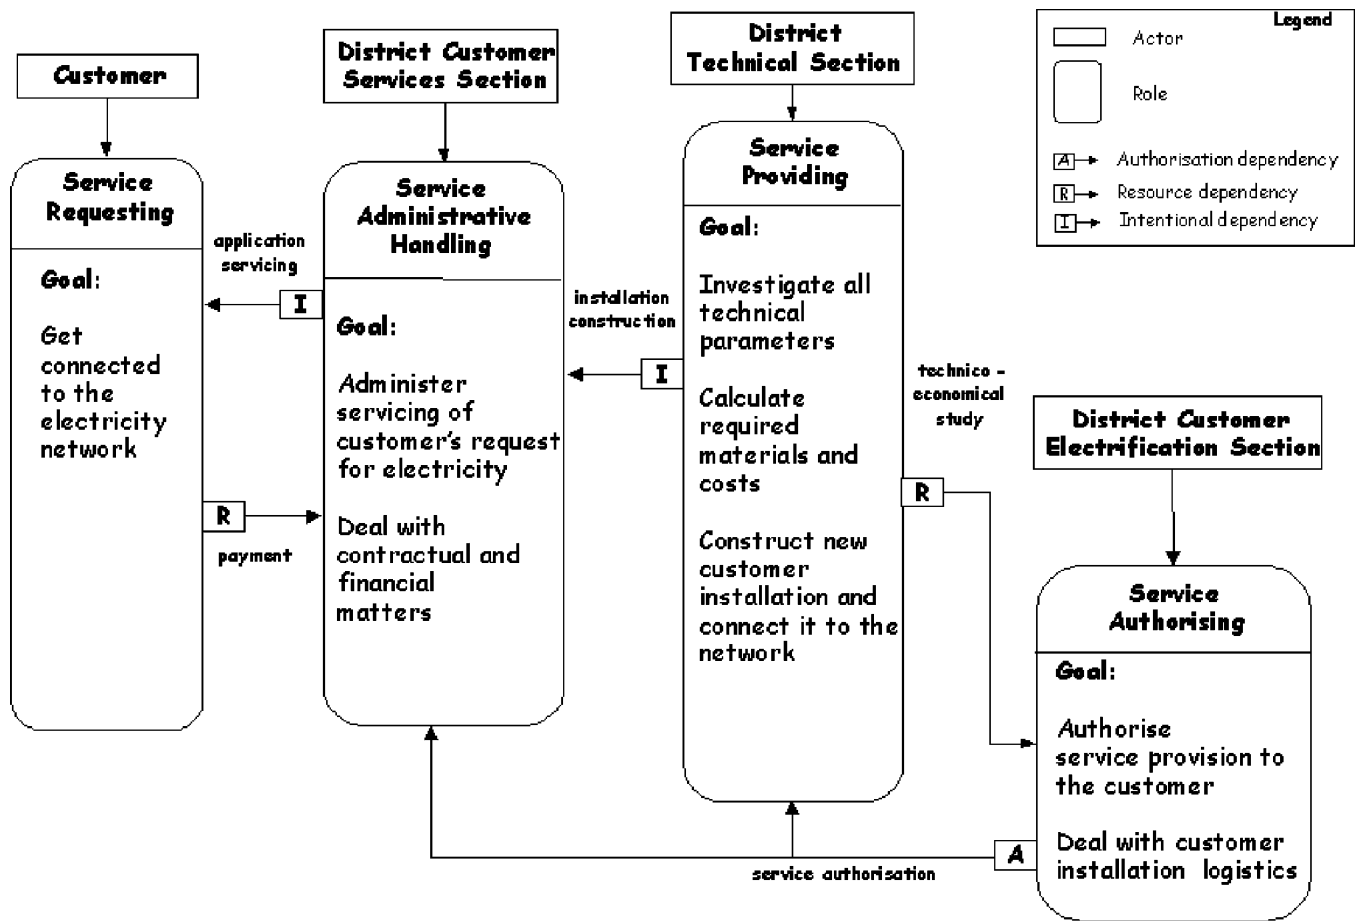 Customer
Service
Requesting
Goal:
Get
connected
to the
electricity
network
application
servicing
I
R
payment
District Customer
Services Section
Service
Administrative
Handling
Goal:
Administer
servicing of
customer's request
for electricity
Deal with
contractual and
financial
matters
installation
construction
I
District
Technical Section
Service
Providing
Goal:
Investigate all
technical
parameters
Calculate
required
materials and
costs
Construct new
customer
installation and
connect it to the
network
technico -
economical
study
R
District Customer
Electrification Section
Service
Authorising
Goal:
Authorise
service provision to
the customer
Deal with customer
installation logistics
A
service authorisation
Legend
Actor
Role
A Authorisation dependency
R Resource dependency
I Intentional dependency